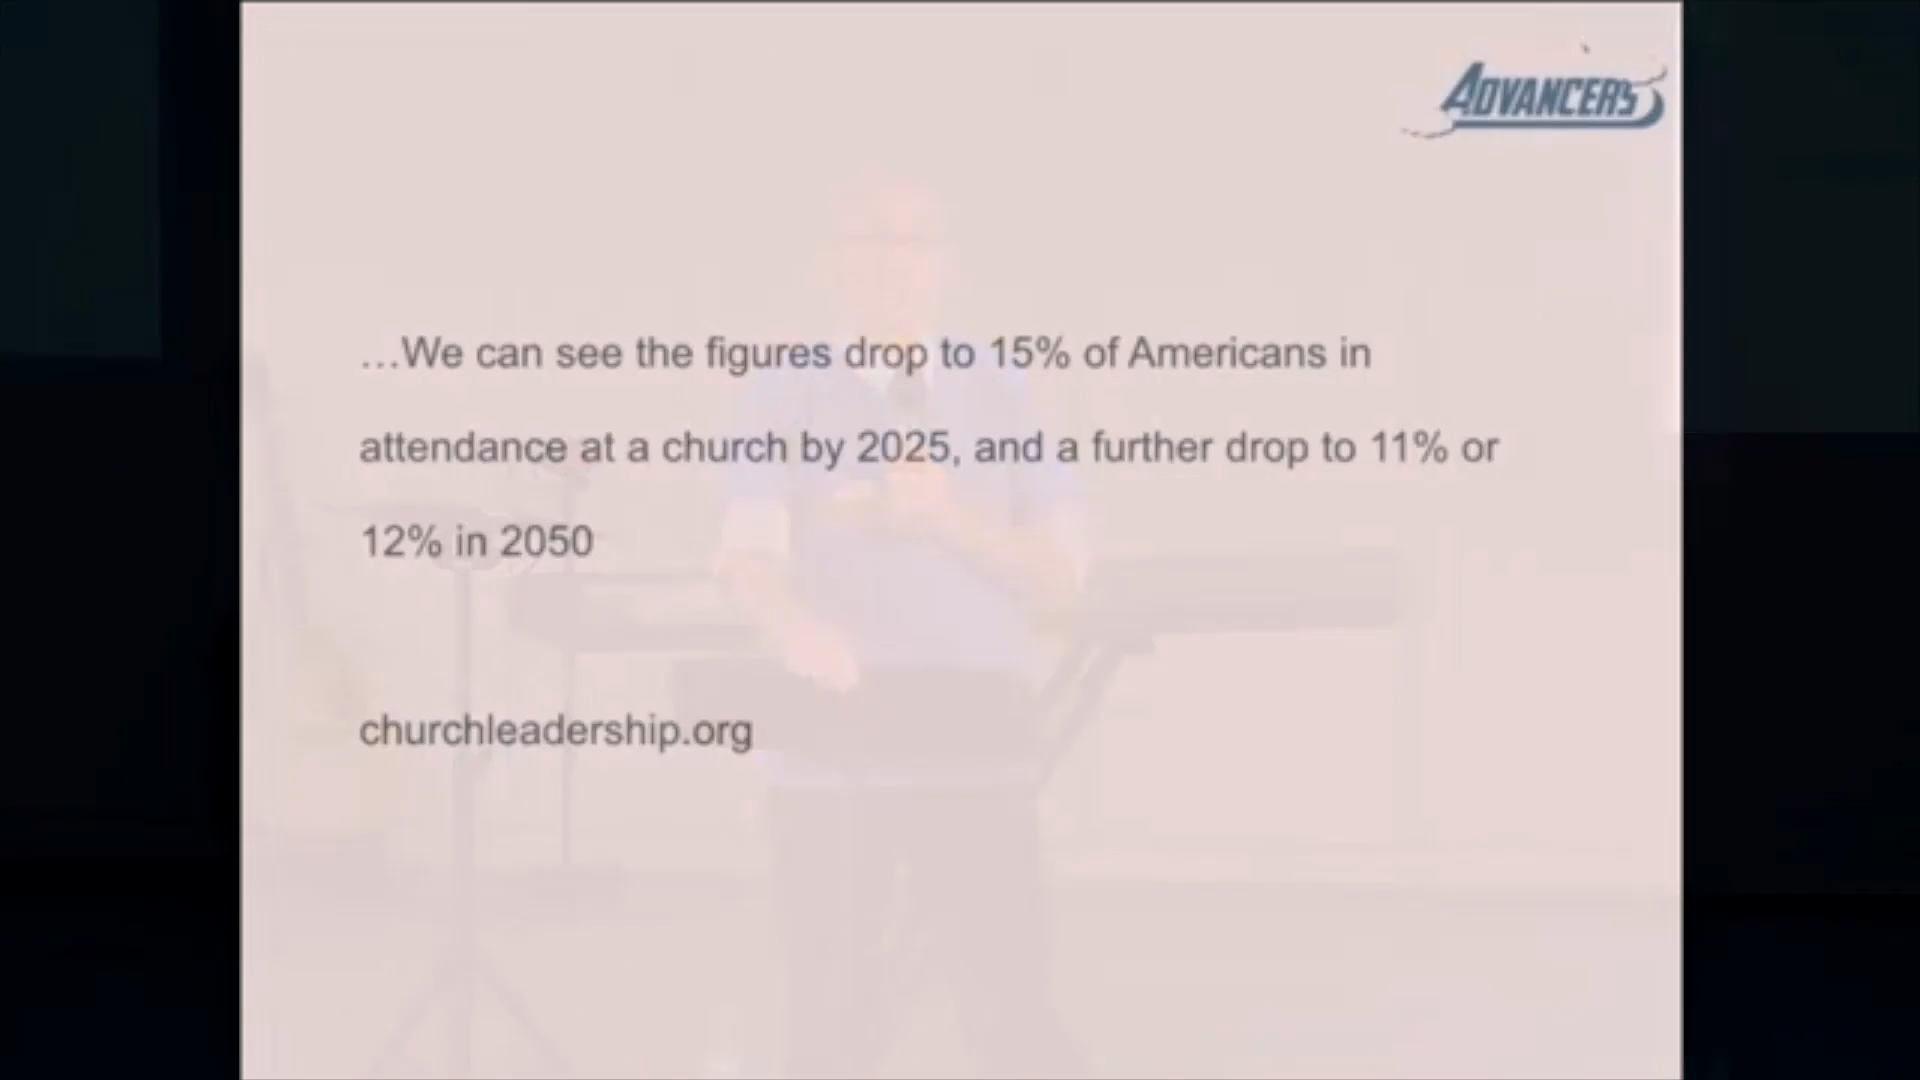 ADVANCERS
…We can see the figures drop to 15% of Americans in
attendance at a church by 2025, and a further drop to 11% or
12% in 2050
churchleadership.org